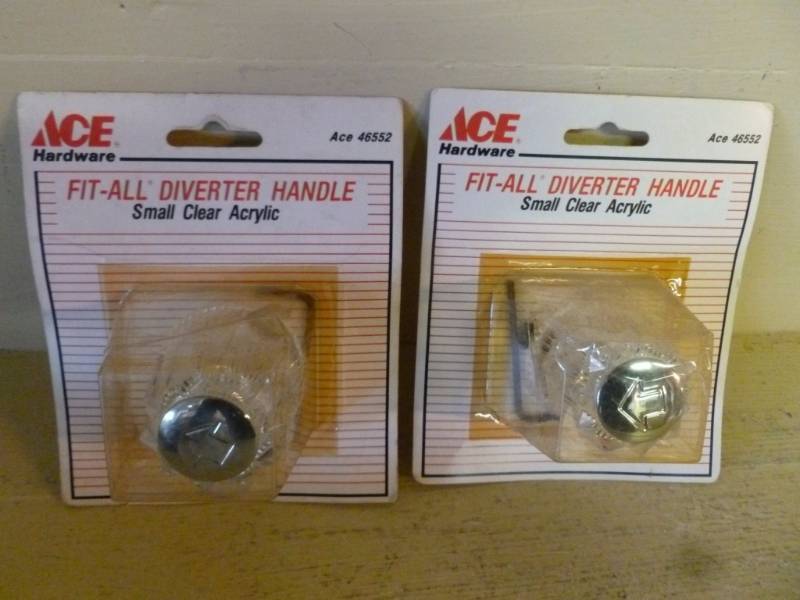 ACE
Hardware
Ace 46552
FIT-ALL® DIVERTER HANDLE
Small Clear Acrylic
ACE
Hardware
Ace 46552
FIT-ALL® DIVERTER HANDLE
Small Clear Acrylic